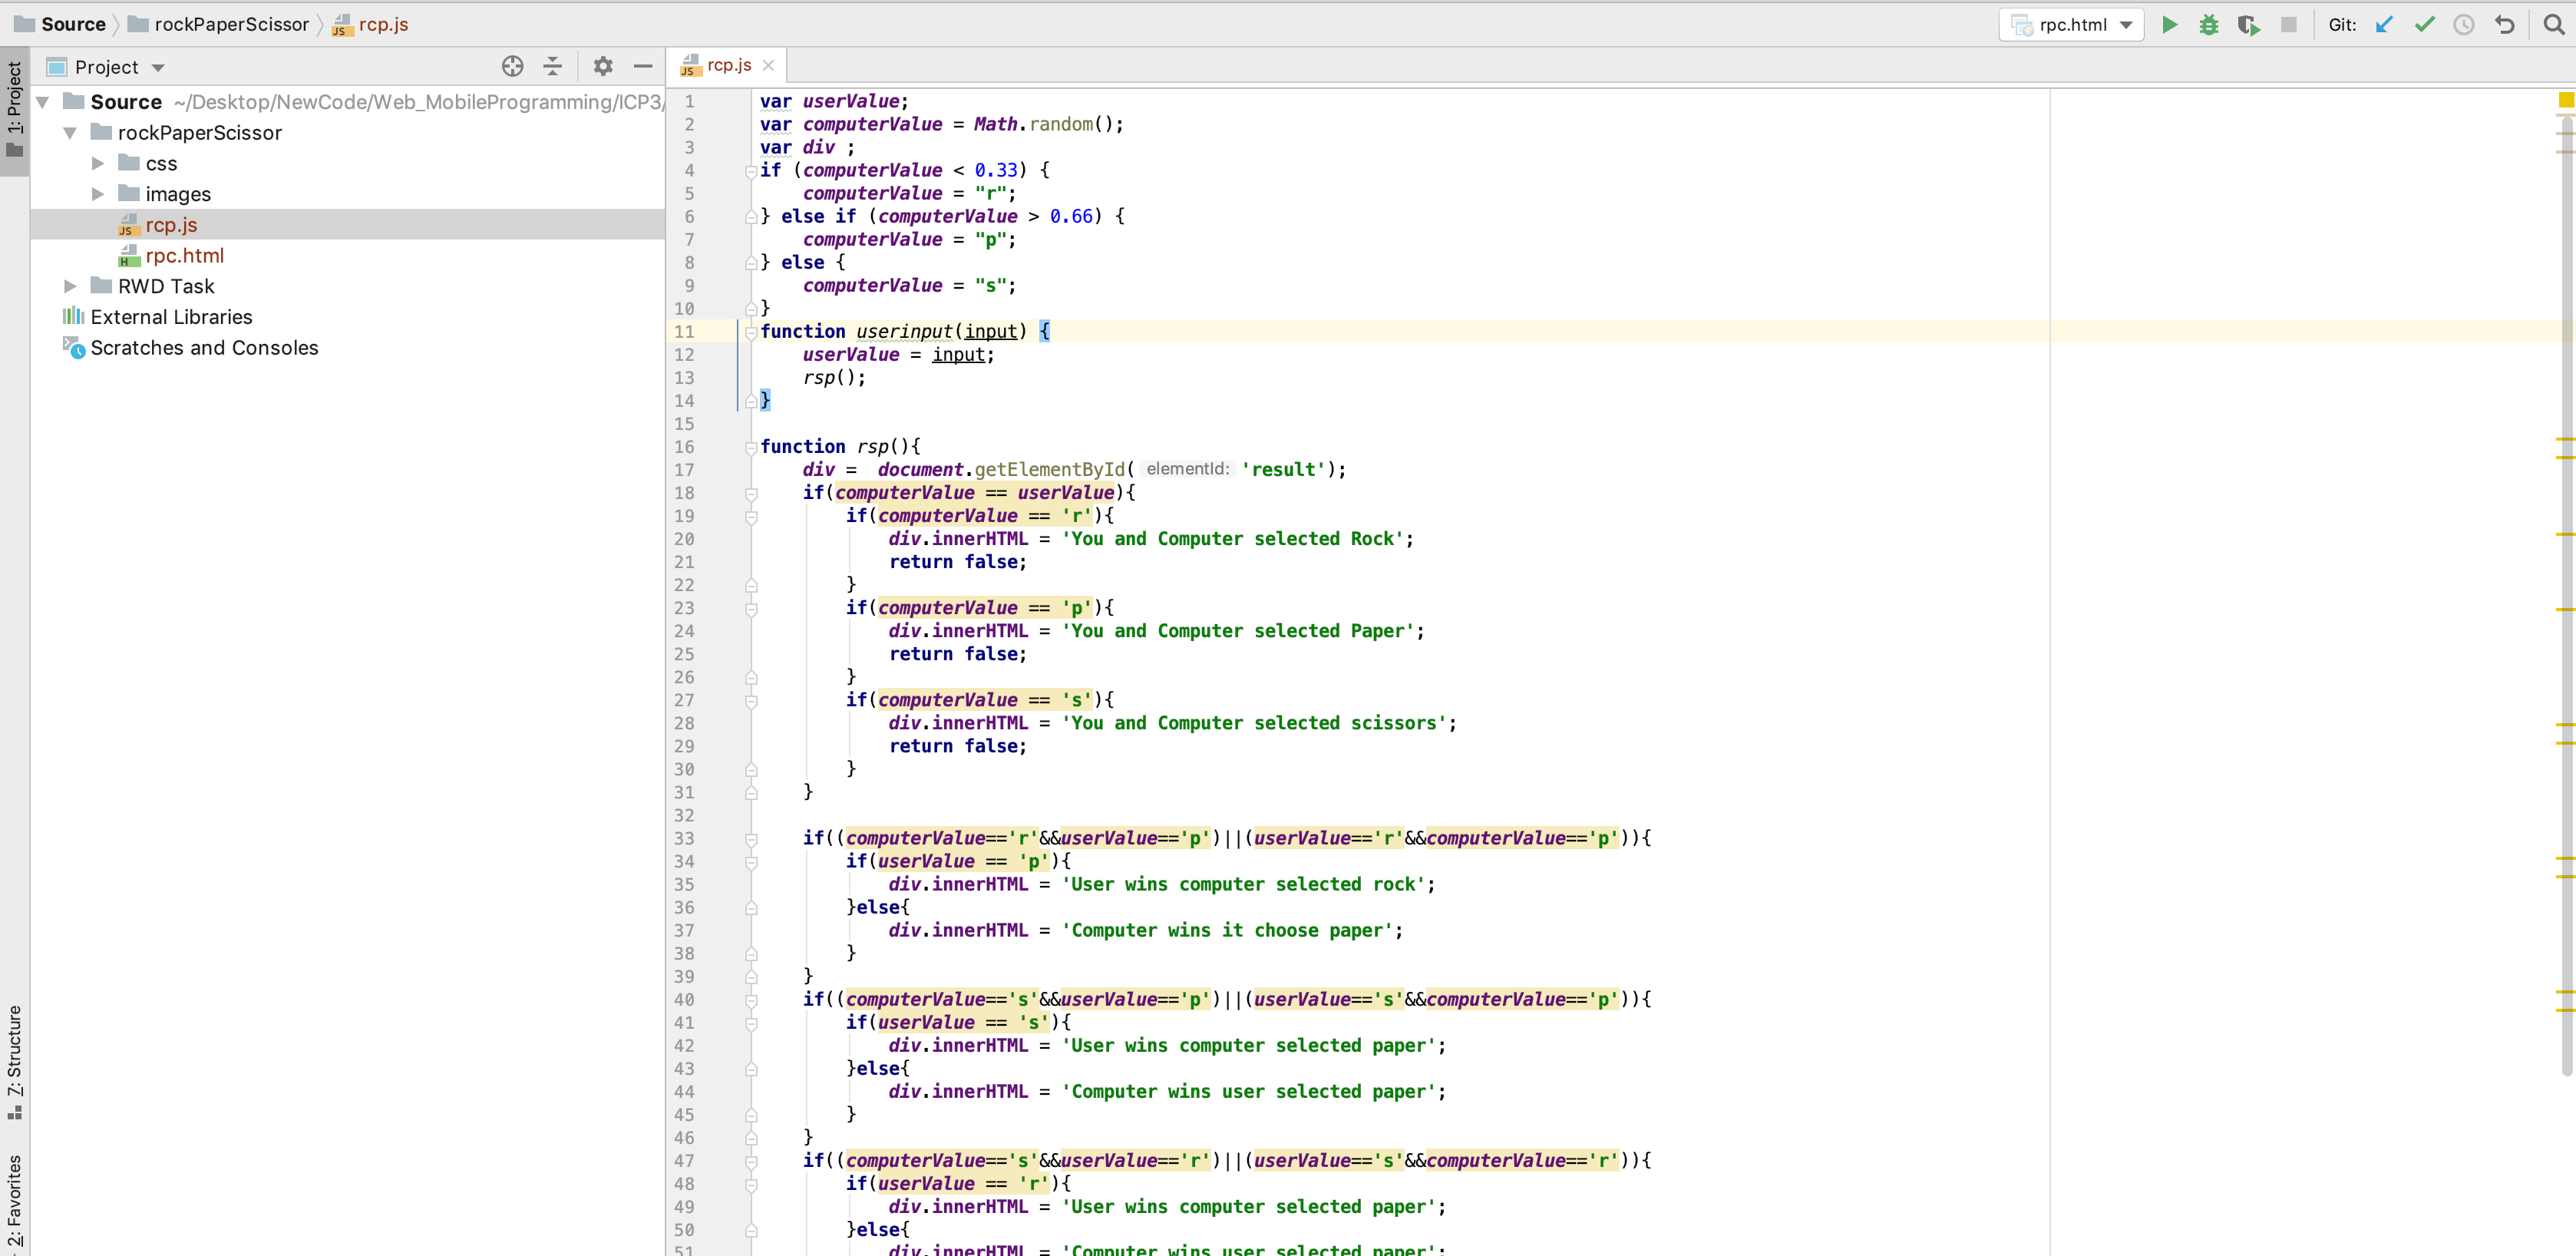 Source rockPaperScissor rcp.js rpc.html Git:
1: Project
Project
Source ~/Desktop/NewCode/Web_MobileProgramming/ICP3/
rockPaperScissor
css
images
rcp.js
rpc.html
RWD Task
External Libraries
Scratches and Consoles
7: Structure
2: Favorites
rcp.js
1 var userValue;
2 var computerValue = Math.random();
3 var div ;
4 if (computerValue < 0.33) {
5     computerValue = "r";
6 } else if (computerValue > 0.66) {
7     computerValue = "p";
8 } else {
9     computerValue = "s";
10 }
11 function userinput(input) {
12     userValue = input;
13     rsp();
14 }
15
16 function rsp(){
17     div =  document.getElementById( elementId: 'result');
18     if(computerValue == userValue){
19         if(computerValue == 'r'){
20             div.innerHTML = 'You and Computer selected Rock';
21             return false;
22         }
23         if(computerValue == 'p'){
24             div.innerHTML = 'You and Computer selected Paper';
25             return false;
26         }
27         if(computerValue == 's'){
28             div.innerHTML = 'You and Computer selected scissors';
29             return false;
30         }
31     }
32
33     if((computerValue=='r'&&userValue=='p')||(userValue=='r'&&computerValue=='p')){
34         if(userValue == 'p'){
35             div.innerHTML = 'User wins computer selected rock';
36         }else{
37             div.innerHTML = 'Computer wins it choose paper';
38         }
39     }
40     if((computerValue=='s'&&userValue=='p')||(userValue=='s'&&computerValue=='p')){
41         if(userValue == 's'){
42             div.innerHTML = 'User wins computer selected paper';
43         }else{
44             div.innerHTML = 'Computer wins user selected paper';
45         }
46     }
47     if((computerValue=='s'&&userValue=='r')||(userValue=='s'&&computerValue=='r')){
48         if(userValue == 'r'){
49             div.innerHTML = 'User wins computer selected paper';
50         }else{
51             div.innerHTML = 'Computer wins user selected paper';